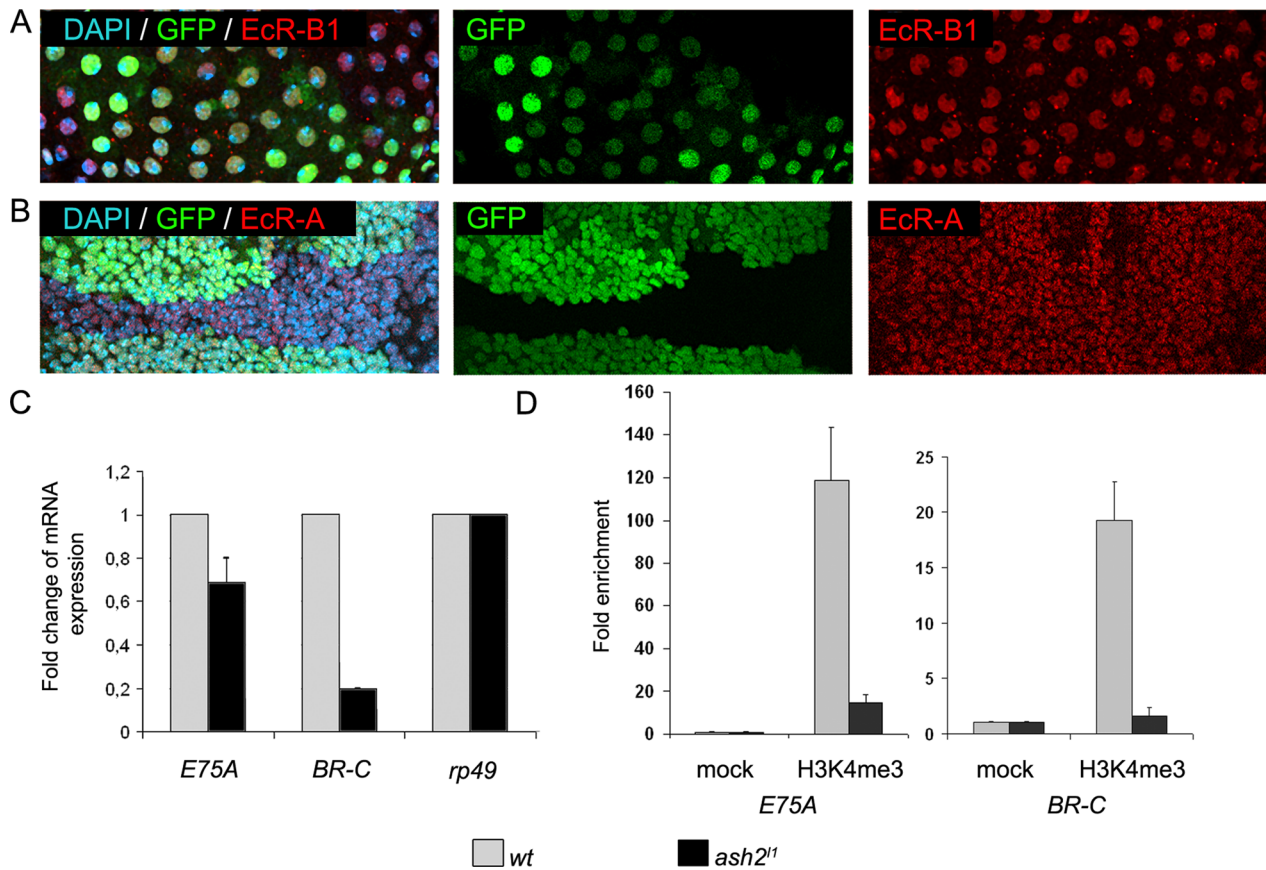 A
DAPI / GFP / EcR-B1
GFP
EcR-B1
B
DAPI / GFP / EcR-A
GFP
EcR-A
C
Fold change of mRNA
expression
1,2
1
0,8
0,6
0,4
0,2
0
E75A
BR-C
rp49
D
Fold enrichment
160
140
120
100
80
60
40
20
0
mock
H3K4me3
E75A
25
20
15
10
5
0
mock
H3K4me3
BR-C
wt
ash2^l1